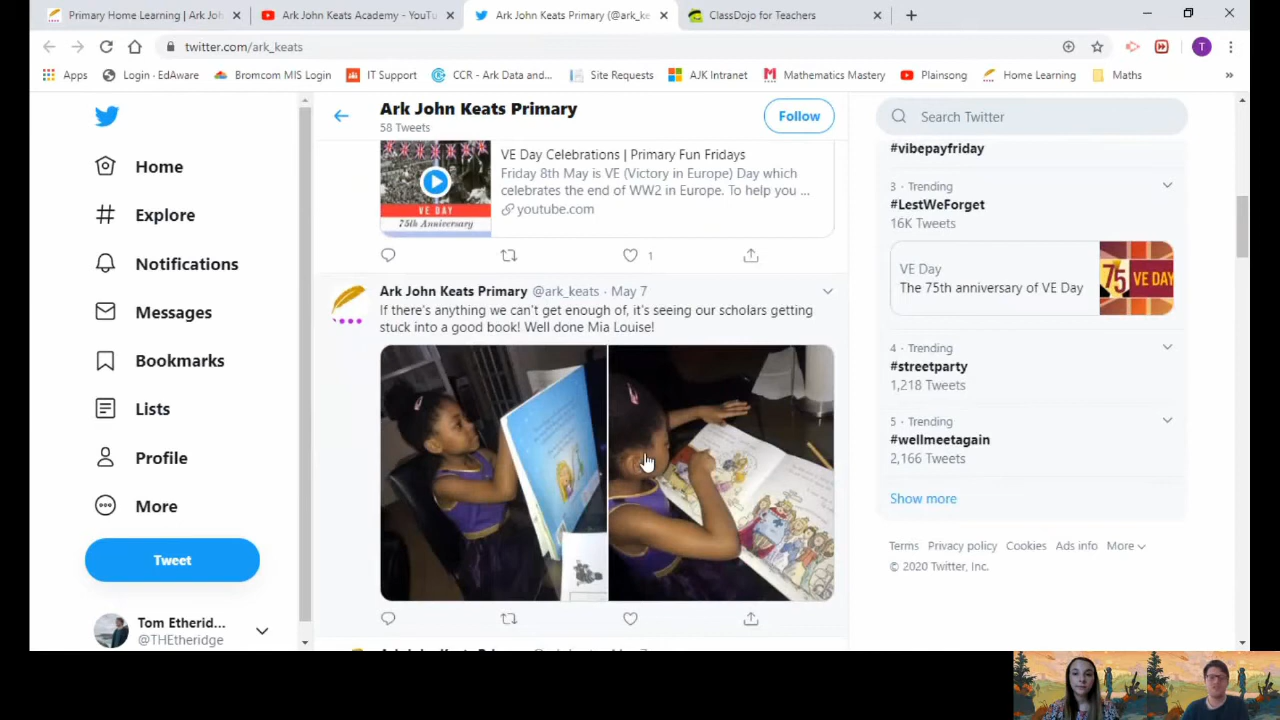 Primary Home Learning | Ark Joh
Ark John Keats Academy - YouTu
Ark John Keats Primary (@ark_ke
ClassDojo for Teachers
twitter.com/ark_keats
T
Apps
Login · EdAware
Bromcom MIS Login
IT Support
CCR - Ark Data and...
Site Requests
AJK Intranet
Mathematics Mastery
Plainsong
Home Learning
Maths
»
Home
Explore
Notifications
Messages
Bookmarks
Lists
Profile
More
Tweet
Tom Etherid...
@THEtheridge
Ark John Keats Primary
58 Tweets
Follow
VE DAY
75th Anniversary
VE Day Celebrations | Primary Fun Fridays
Friday 8th May is VE (Victory in Europe) Day which
celebrates the end of WW2 in Europe. To help you ...
youtube.com
1
Ark John Keats Primary @ark_keats · May 7
If there's anything we can't get enough of, it's seeing our scholars getting
stuck into a good book! Well done Mia Louise!
Search Twitter
#vibepayfriday
3 · Trending
#LestWeForget
16K Tweets
VE Day
The 75th anniversary of VE Day
75 VE DAY
4 · Trending
#streetparty
1,218 Tweets
5 · Trending
#wellmeetagain
2,166 Tweets
Show more
Terms Privacy policy Cookies Ads info More
© 2020 Twitter, Inc.